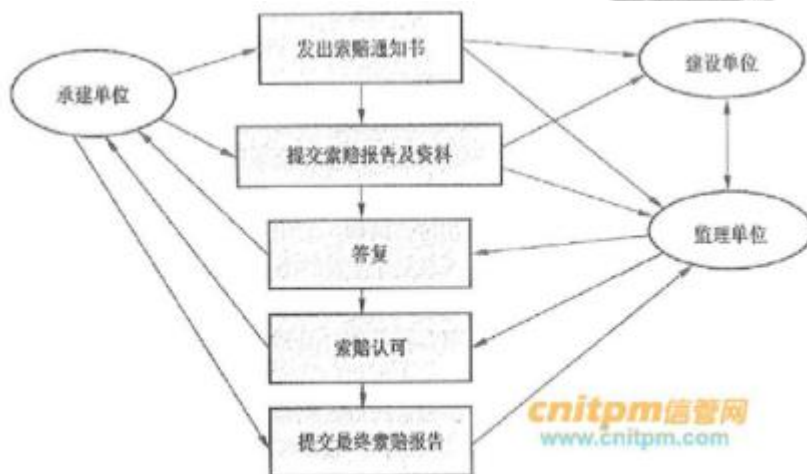 发出索赔通知书
建设单位
承建单位
提交索赔报告及资料
答复
监理单位
索赔认可
提交最终索赔报告
cnitpm信管网
www.cnitpm.com